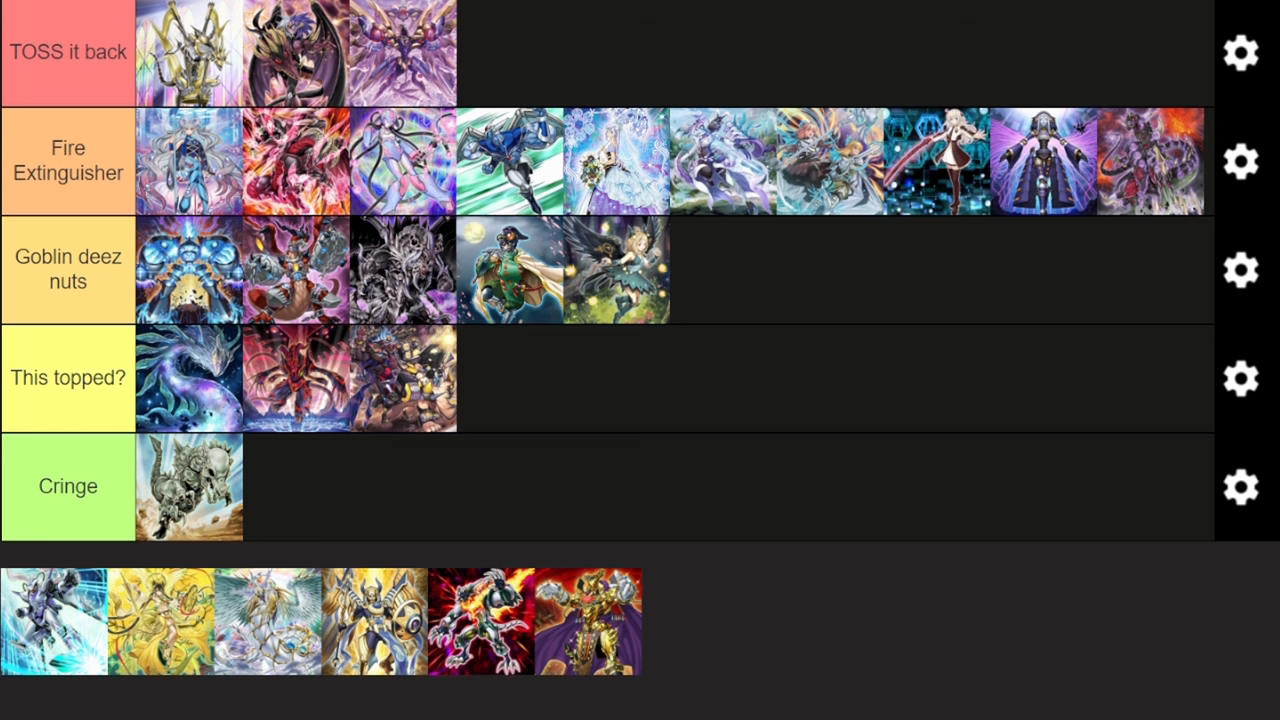 TOSS it back
Fire
Extinguisher
Goblin deez
nuts
This topped?
Cringe